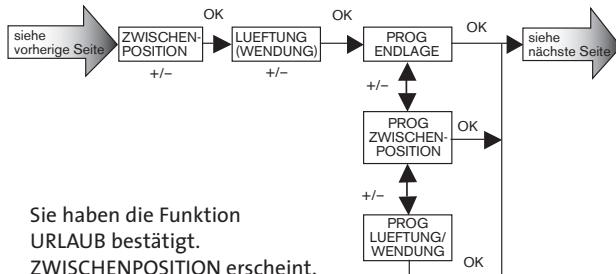 OK
OK
OK
siehe
vorherige Seite
ZWISCHEN-
POSITION
LUEFTUNG
(WENDUNG)
PROG
ENDLAGE
siehe
nächste Seite
+/–
+/–
+/–
PROG
ZWISCHEN-
POSITION
OK
+/–
PROG
LUEFTUNG/
WENDUNG
OK
Sie haben die Funktion
URLAUB bestätigt.
ZWISCHENPOSITION erscheint.